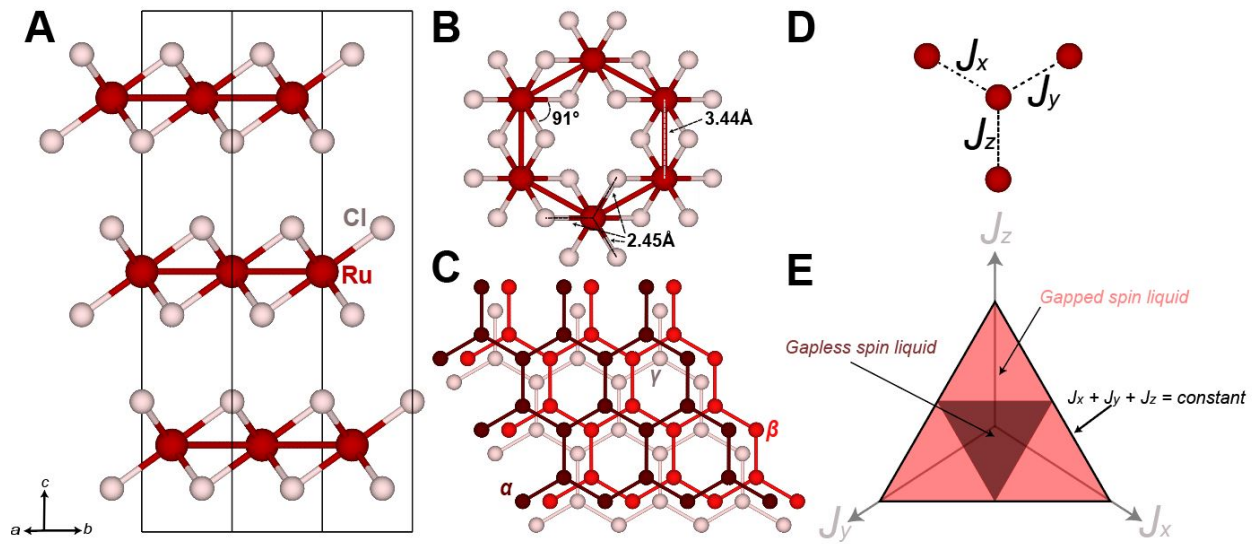 A
Cl
Ru
c
a
b
B
91°
3.44Å
2.45Å
C
γ
β
α
D
Jx
Jy
Jz
E
Jz
Gapped spin liquid
Gapless spin liquid
Jx + Jy + Jz = constant
Jy
Jx